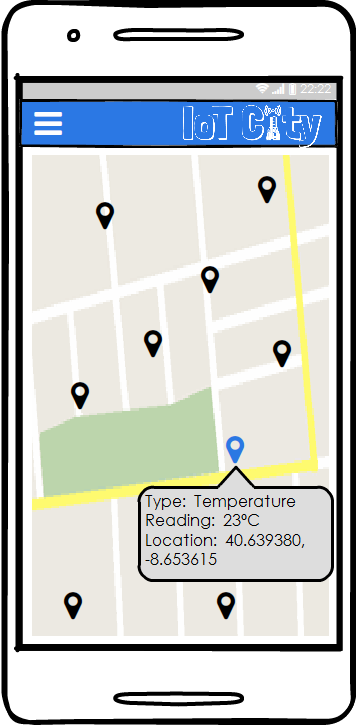 22:22
IoT City
Type: Temperature
Reading: 23ºC
Location: 40.639380,
-8.653615